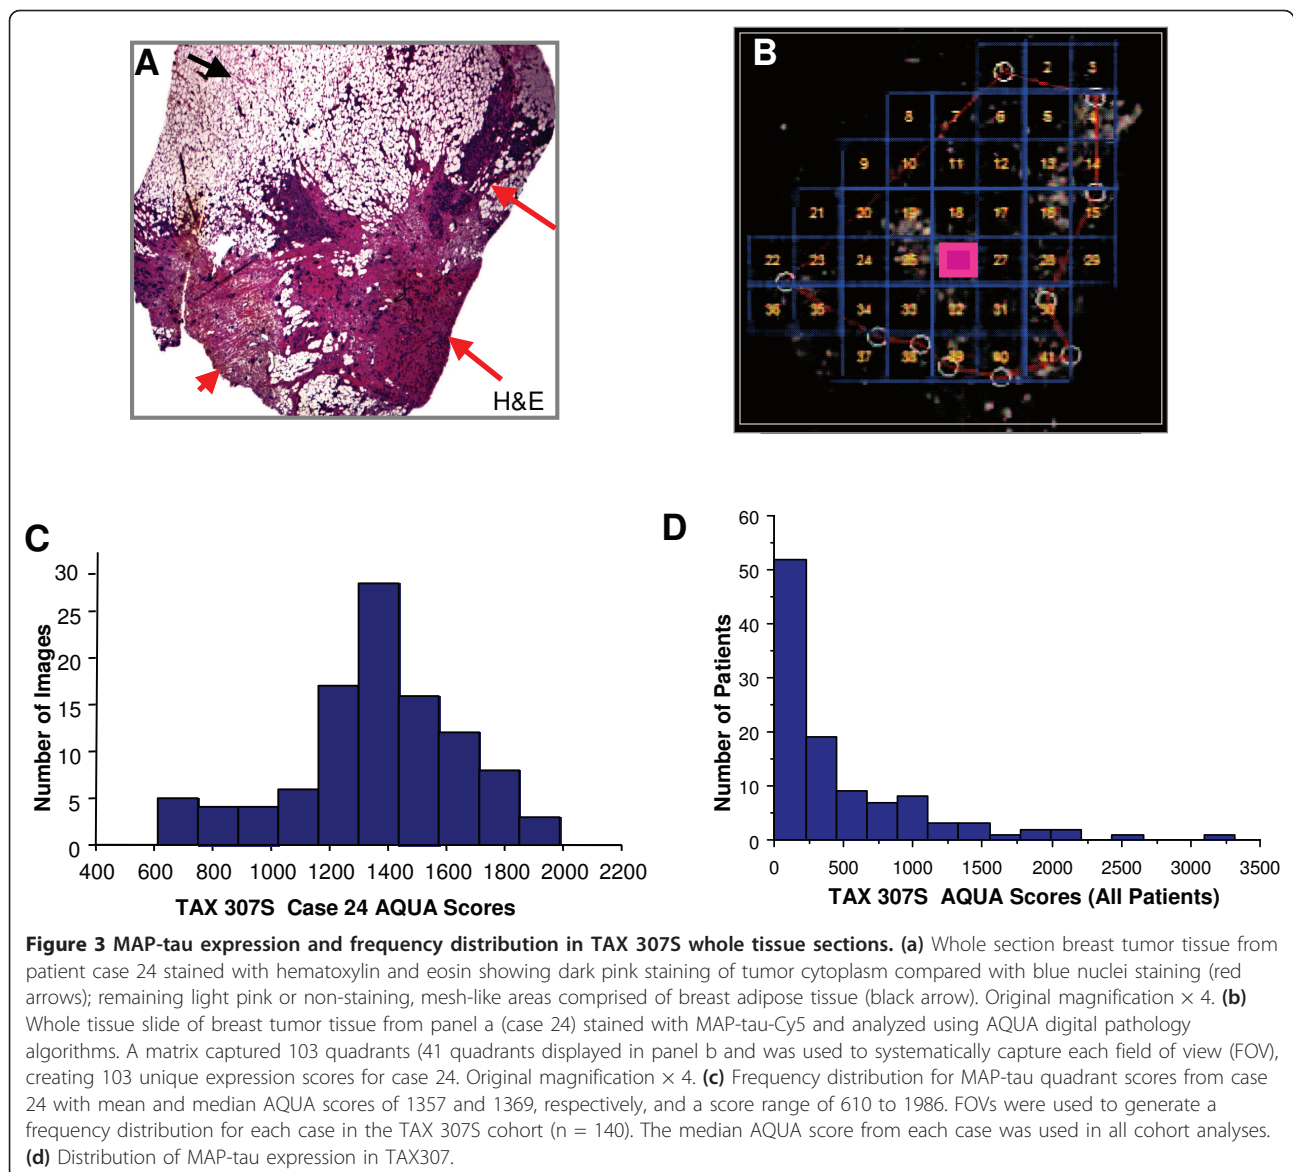 A
H&E
B
2 3
8 7 6 5 4
9 10 11 12 13 14
21 20 19 18 17 16 15
22 23 24 25 27 28 29
36 35 34 33 32 31 30
37 38 39 40 41
C
Number of Images
30
25
20
15
10
5
0
400 600 800 1000 1200 1400 1600 1800 2000 2200
TAX 307S Case 24 AQUA Scores
D
Number of Patients
60
50
40
30
20
10
0
0 500 1000 1500 2000 2500 3000 3500
TAX 307S AQUA Scores (All Patients)
Figure 3 MAP-tau expression and frequency distribution in TAX 307S whole tissue sections. (a) Whole section breast tumor tissue from
patient case 24 stained with hematoxylin and eosin showing dark pink staining of tumor cytoplasm compared with blue nuclei staining (red
arrows); remaining light pink or non-staining, mesh-like areas comprised of breast adipose tissue (black arrow). Original magnification × 4. (b)
Whole tissue slide of breast tumor tissue from panel a (case 24) stained with MAP-tau-Cy5 and analyzed using AQUA digital pathology
algorithms. A matrix captured 103 quadrants (41 quadrants displayed in panel b and was used to systematically capture each field of view (FOV),
creating 103 unique expression scores for case 24. Original magnification × 4. (c) Frequency distribution for MAP-tau quadrant scores from case
24 with mean and median AQUA scores of 1357 and 1369, respectively, and a score range of 610 to 1986. FOVs were used to generate a
frequency distribution for each case in the TAX 307S cohort (n = 140). The median AQUA score from each case was used in all cohort analyses.
(d) Distribution of MAP-tau expression in TAX307.